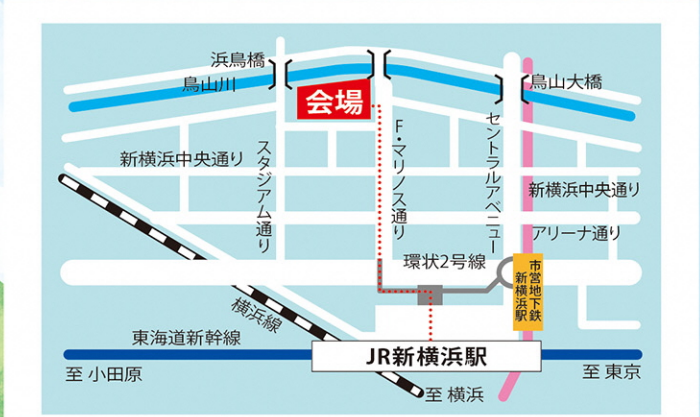 浜鳥橋
鳥山川
会場
鳥山大橋
スタジアム通り
F・マリノス通り
セントラルアベニュー
新横浜中央通り
新横浜中央通り
アリーナ通り
環状2号線
市営地下鉄
新横浜駅
横浜線
東海道新幹線
JR新横浜駅
至 小田原
至 横浜
至 東京